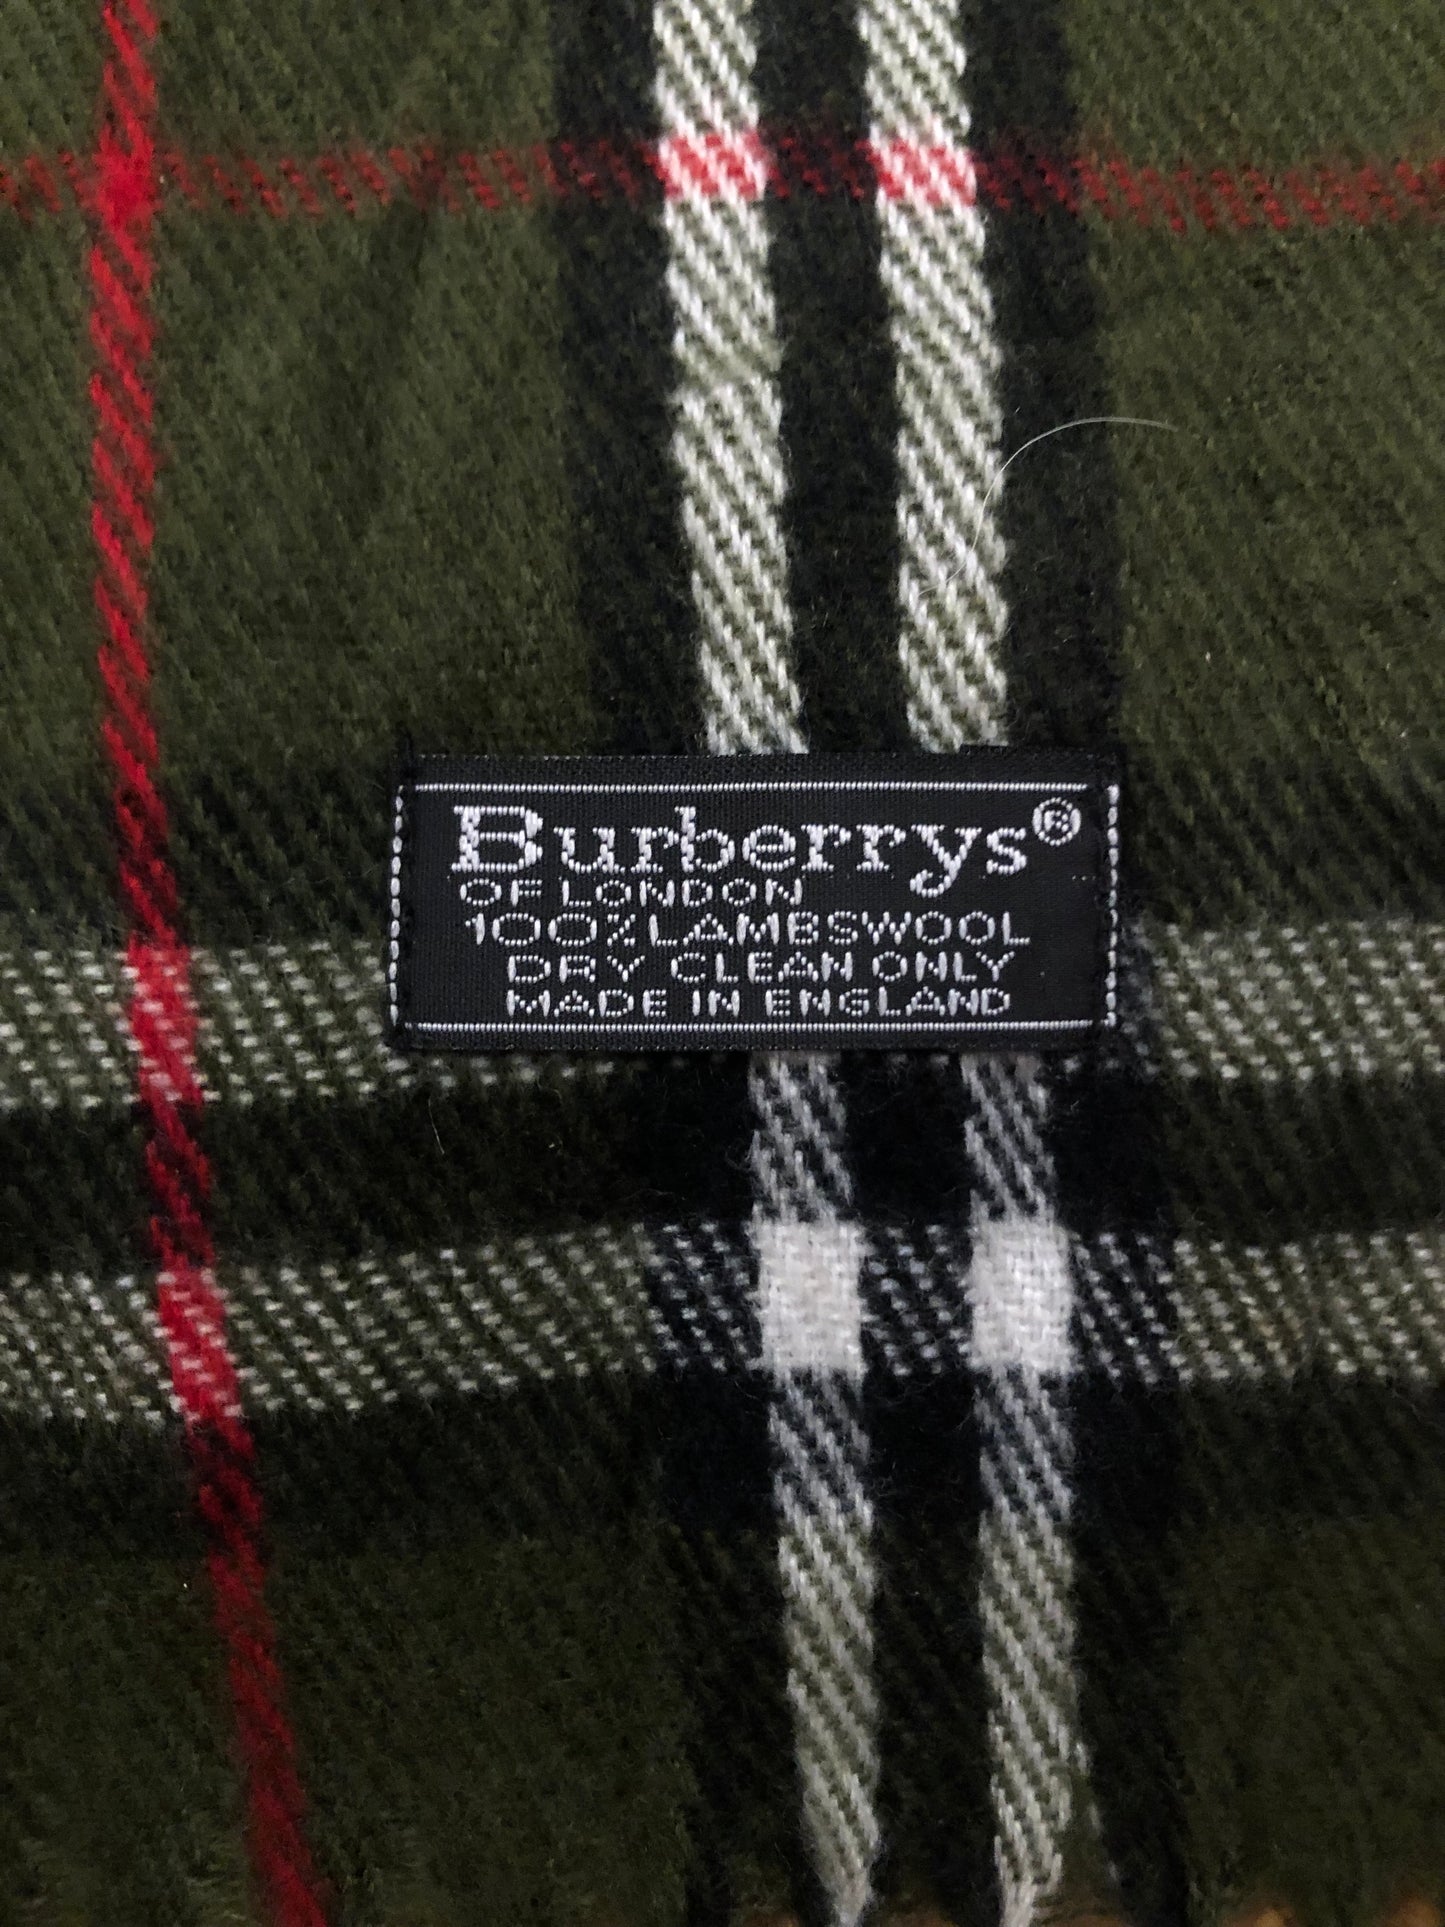 Burberrys®
OF LONDON
100% LAMBSWOOL
DRY CLEAN ONLY
MADE IN ENGLAND